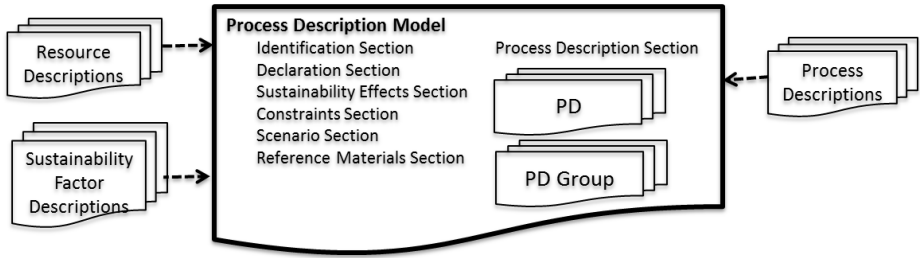 Resource
Descriptions
Sustainability
Factor
Descriptions
Process Description Model
Identification Section
Declaration Section
Sustainability Effects Section
Constraints Section
Scenario Section
Reference Materials Section
Process Description Section
PD
PD Group
Process
Descriptions